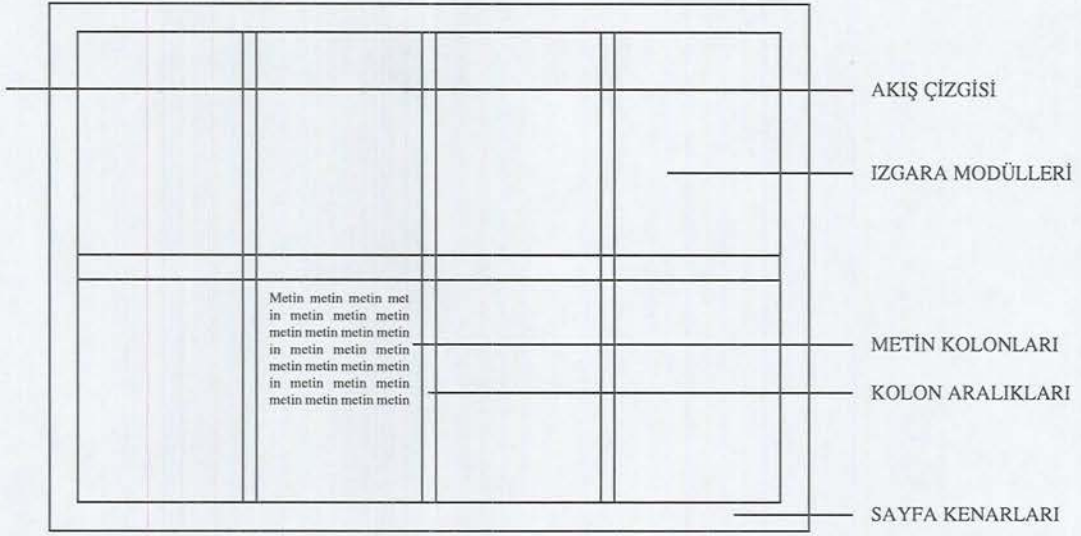 AKIŞ ÇİZGİSİ
IZGARA MODÜLLERİ
Metin metin metin met
in metin metin metin
metin metin metin metin
in metin metin metin
metin metin metin metin
in metin metin metin
metin metin metin metin
METİN KOLONLARI
KOLON ARALIKLARI
SAYFA KENARLARI